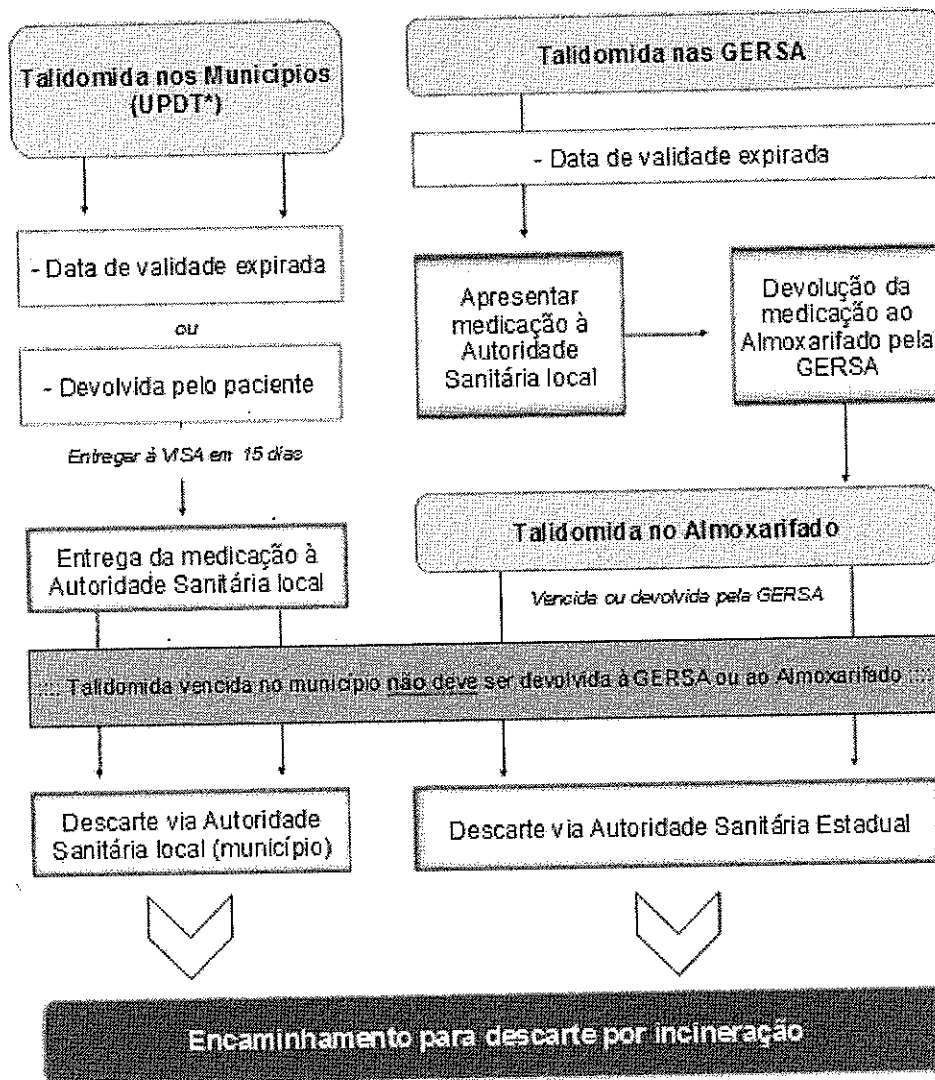 Talidomida nos Municípios
(UPDT*)
- Data de validade expirada
ou
- Devolvida pelo paciente
Entregar à VISA em 15 dias
Entrega da medicação à
Autoridade Sanitária local
Talidomida nas GERSA
- Data de validade expirada
Apresentar
medicação à
Autoridade
Sanitária local
Devolução da
medicação ao
Almoxarifado pela
GERSA
Talidomida no Almoxarifado
Vencida ou devolvida pela GERSA
:::: Talidomida vencida no município não deve ser devolvida à GERSA ou ao Almoxarifado ::::
Descarte via Autoridade
Sanitária local (município)
Descarte via Autoridade Sanitária Estadual
Encaminhamento para descarte por incineração